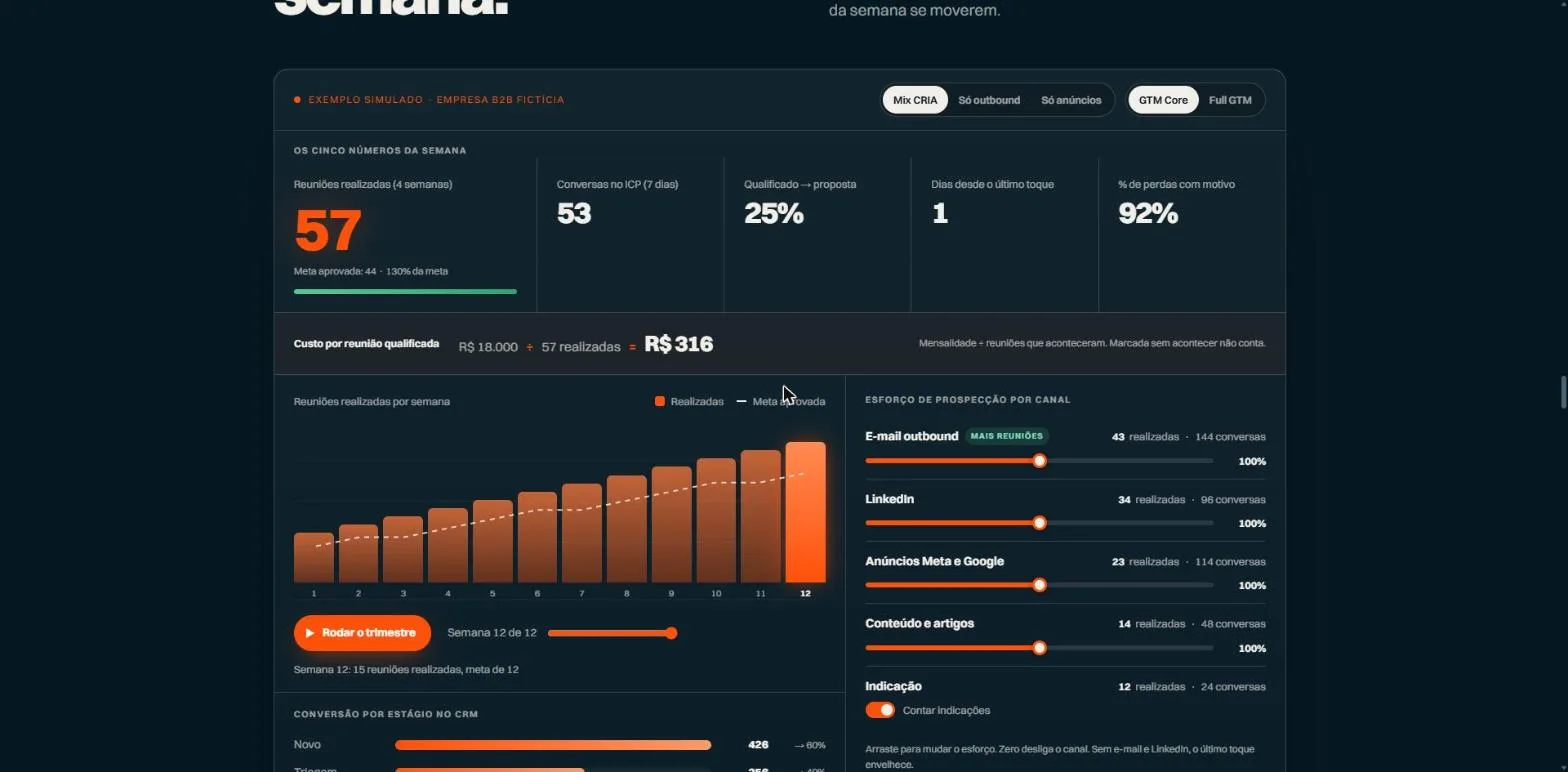 semana.
da semana se moverem.
EXEMPLO SIMULADO · EMPRESA B2B FICTÍCIA
Mix CRIA Só outbound Só anúncios GTM Core Full GTM
OS CINCO NÚMEROS DA SEMANA
Reuniões realizadas (4 semanas)
57
Meta aprovada: 44 · 130% da meta
Conversas no ICP (7 dias)
53
Qualificado → proposta
25%
Dias desde o último toque
1
% de perdas com motivo
92%
Custo por reunião qualificada R$ 18.000 ÷ 57 realizadas = R$ 316
Mensalidade ÷ reuniões que aconteceram. Marcada sem acontecer não conta.
Reuniões realizadas por semana
Realizadas Meta aprovada
1 2 3 4 5 6 7 8 9 10 11 12
Rodar o trimestre Semana 12 de 12
Semana 12: 15 reuniões realizadas, meta de 12
CONVERSÃO POR ESTÁGIO NO CRM
Novo 426 → 60%
ESFORÇO DE PROSPECÇÃO POR CANAL
E-mail outbound MAIS REUNIÕES 43 realizadas · 144 conversas
100%
LinkedIn 34 realizadas · 96 conversas
100%
Anúncios Meta e Google 23 realizadas · 114 conversas
100%
Conteúdo e artigos 14 realizadas · 48 conversas
100%
Indicação 12 realizadas · 24 conversas
Contar indicações
Arraste para mudar o esforço. Zero desliga o canal. Sem e-mail e LinkedIn, o último toque
envelhece.